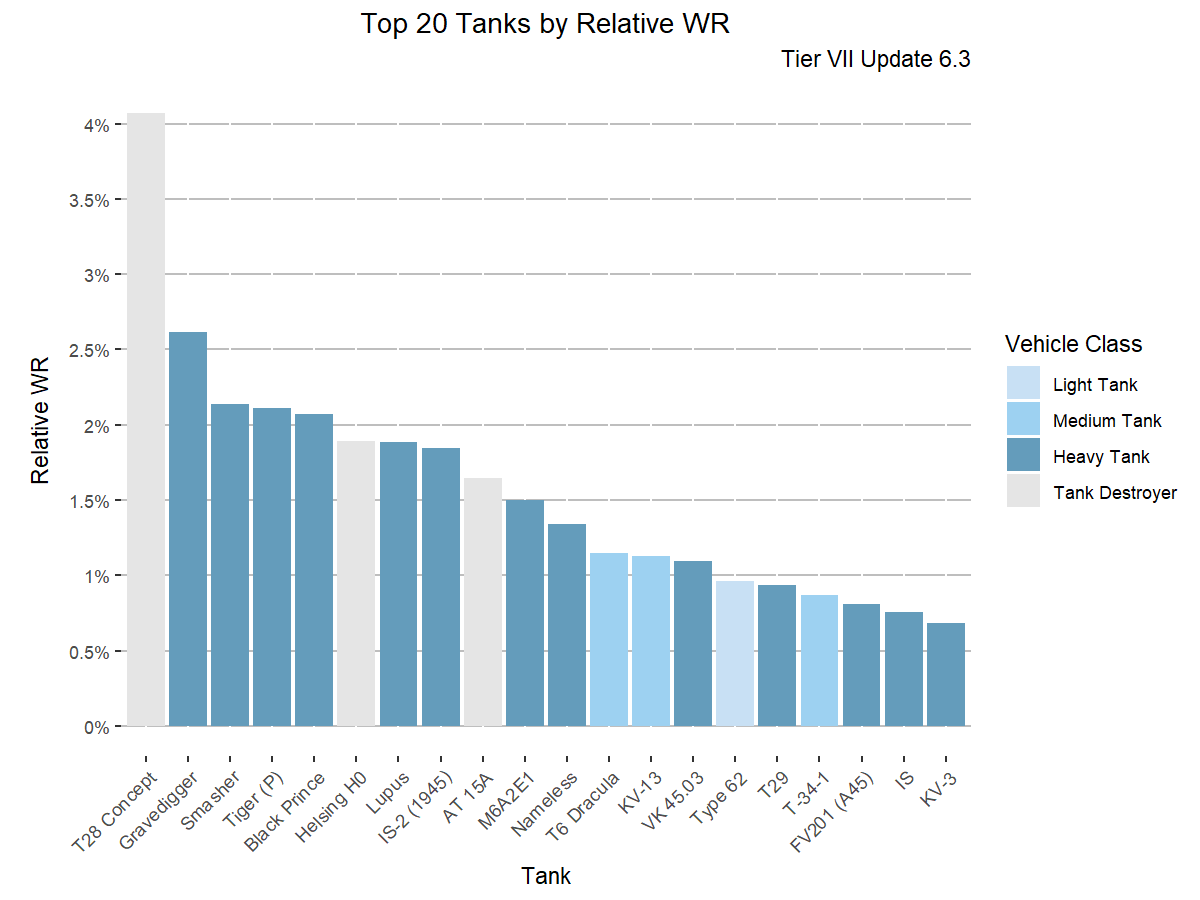 Top 20 Tanks by Relative WR
Tier VII Update 6.3
4%
3.5%
3%
2.5%
2%
1.5%
1%
0.5%
0%
Relative WR
T28 Concept
Gravedigger
Smasher
Tiger (P)
Black Prince
Helsing H0
Lupus
IS-2 (1945)
AT 15A
M6A2E1
Nameless
T6 Dracula
KV-13
VK 45.03
Type 62
T29
T-34-1
FV201 (A45)
IS
KV-3
Tank
Vehicle Class
Light Tank
Medium Tank
Heavy Tank
Tank Destroyer